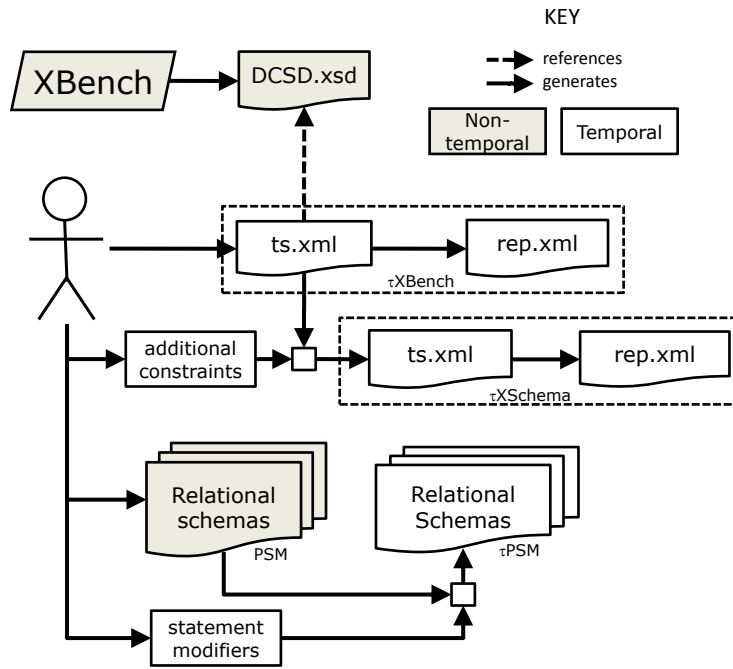 KEY
references
generates
Non-
temporal
Temporal
XBench
DCSD.xsd
ts.xml
rep.xml
τXBench
additional
constraints
ts.xml
rep.xml
τXSchema
Relational
schemas
PSM
Relational
Schemas
τPSM
statement
modifiers